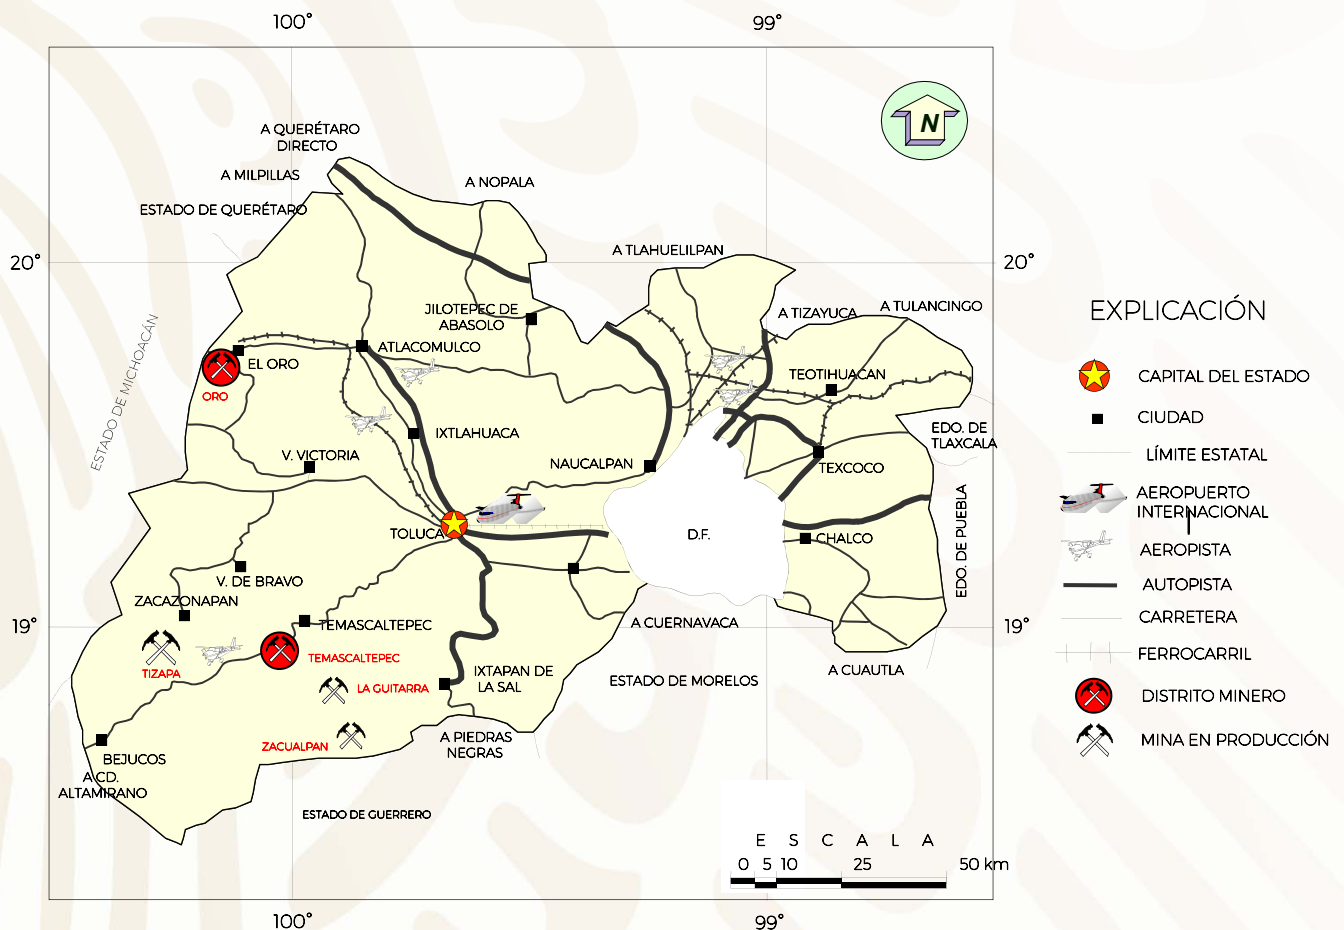 100°
99°
A QUERÉTARO
DIRECTO
A MILPILLAS
A NOPALA
ESTADO DE QUERÉTARO
N
A TLAHUELILPAN
20°
20°
JILOTEPEC DE
ABASOLO
A TIZAYUCA
A TULANCINGO
EXPLICACIÓN
ESTADO DE MICHOACÁN
ATLACOMULCO
EL ORO
ORO
TEOTIHUACAN
CAPITAL DEL ESTADO
CIUDAD
IXTLAHUACA
EDO. DE
TLAXCALA
V. VICTORIA
NAUCALPAN
TEXCOCO
LÍMITE ESTATAL
AEROPUERTO
INTERNACIONAL
TOLUCA
D.F.
CHALCO
EDO. DE PUEBLA
AEROPISTA
V. DE BRAVO
AUTOPISTA
ZACAZONAPAN
CARRETERA
19°
TEMASCALTEPEC
A CUERNAVACA
19°
TIZAPA
TEMASCALTEPEC
FERROCARRIL
IXTAPAN DE
LA SAL
A CUAUTLA
LA GUITARRA
ESTADO DE MORELOS
DISTRITO MINERO
ZACUALPAN
A PIEDRAS
NEGRAS
MINA EN PRODUCCIÓN
BEJUCOS
A CD.
ALTAMIRANO
ESTADO DE GUERRERO
E S C A L A
0 5 10 25 50 km
100°
99°